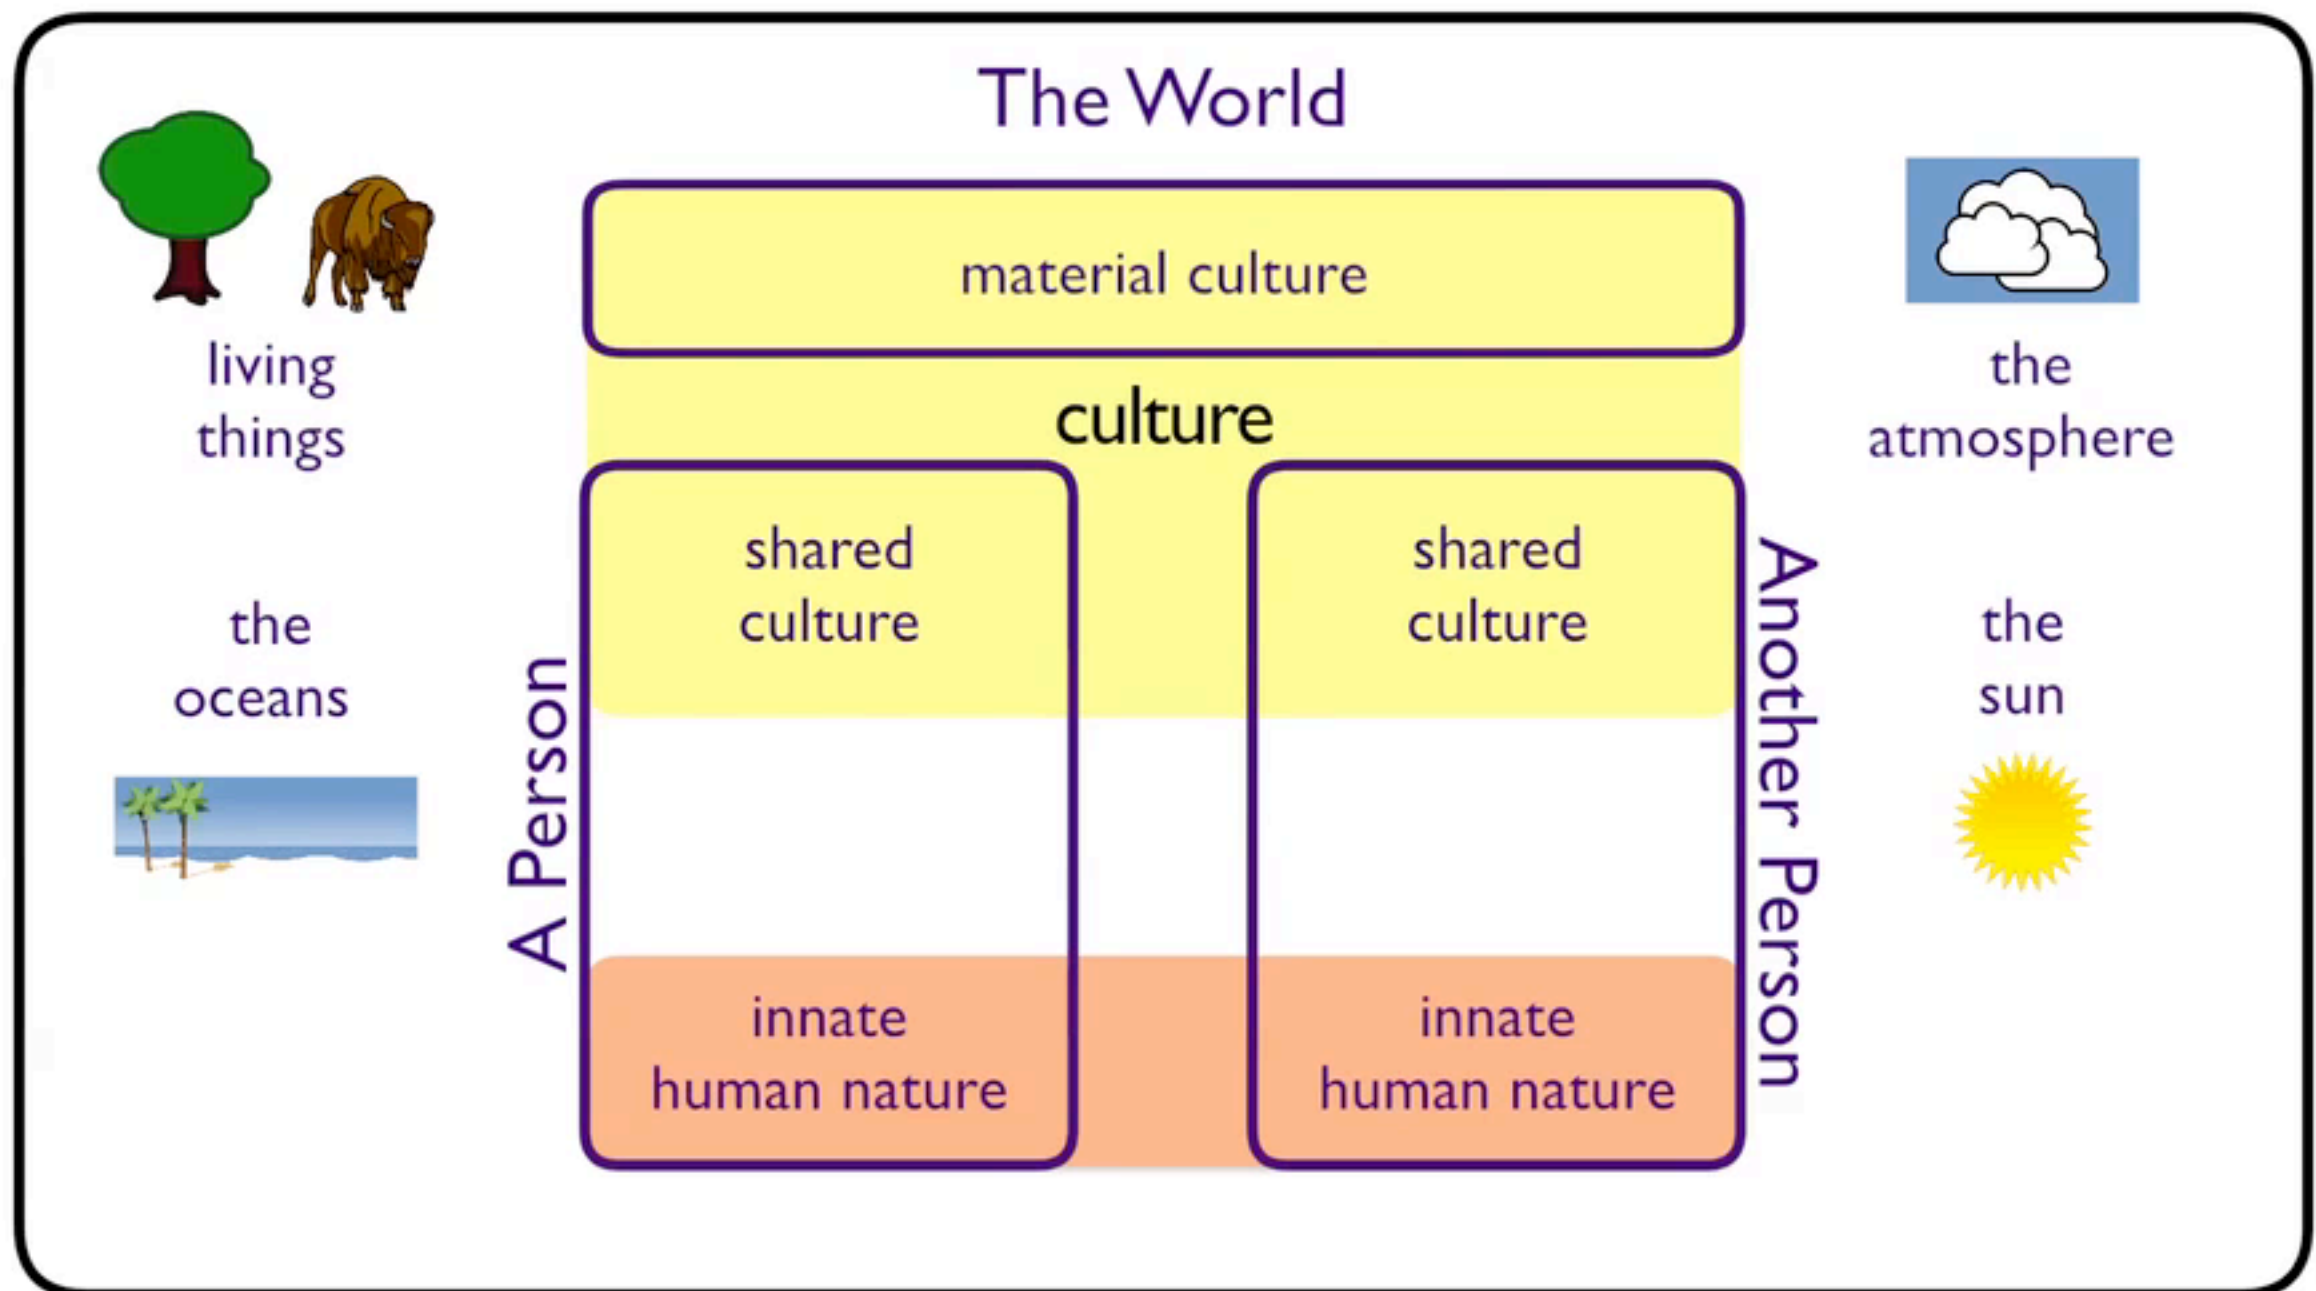 The World
living
things
the
oceans
material culture
culture
A Person
shared
culture
innate
human nature
shared
culture
innate
human nature
Another Person
the
atmosphere
the
sun